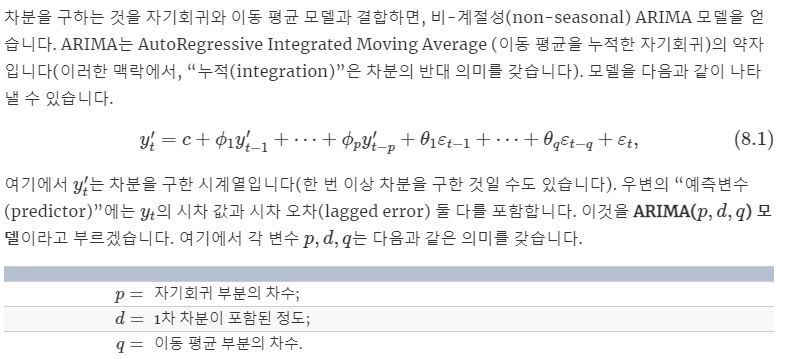 차분을 구하는 것을 자기회귀와 이동 평균 모델과 결합하면, 비-계절성(non-seasonal) ARIMA 모델을 얻
습니다. ARIMA는 AutoRegressive Integrated Moving Average (이동 평균을 누적한 자기회귀)의 약자
입니다(이러한 맥락에서, “누적(integration)”은 차분의 반대 의미를 갖습니다). 모델을 다음과 같이 나타
낼 수 있습니다.
y′_t = c + ϕ_1y′_{t−1} + ⋯ + ϕ_py′_{t−p} + θ_1ε_{t−1} + ⋯ + θ_qε_{t−q} + ε_t, (8.1)
여기에서 y′_t는 차분을 구한 시계열입니다(한 번 이상 차분을 구한 것일 수도 있습니다). 우변의 “예측변수
(predictor)”에는 y_t의 시차 값과 시차 오차(lagged error) 둘 다를 포함합니다. 이것을 ARIMA(p, d, q) 모
델이라고 부르겠습니다. 여기에서 각 변수 p, d, q는 다음과 같은 의미를 갖습니다.
p = 자기회귀 부분의 차수;
d = 1차 차분이 포함된 정도;
q = 이동 평균 부분의 차수.